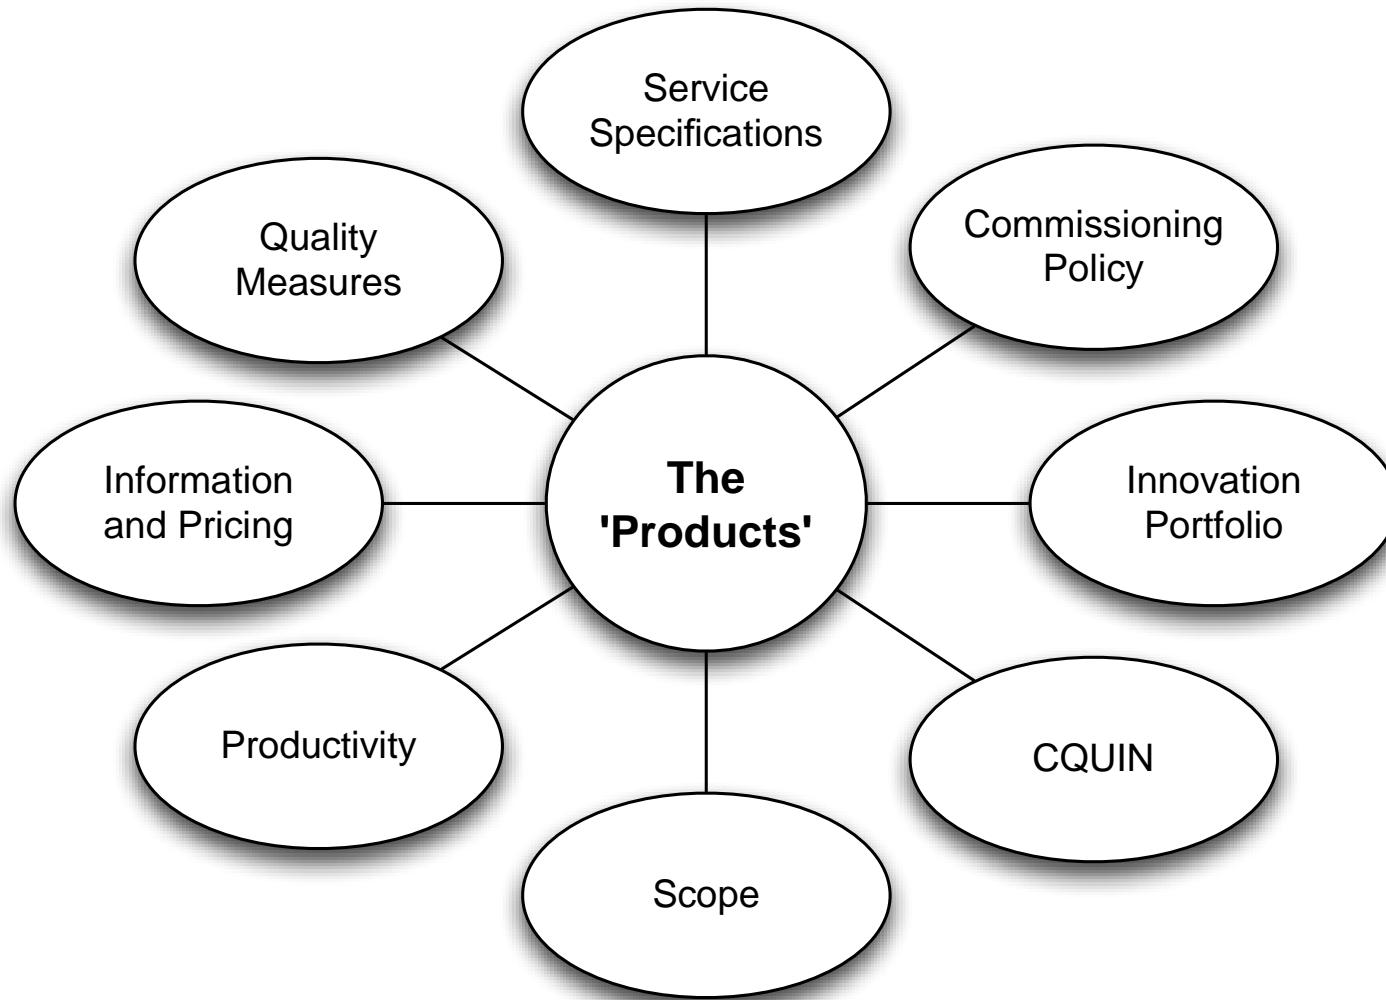 Service
Specifications
Quality
Measures
Commissioning
Policy
The
'Products'
Information
and Pricing
Innovation
Portfolio
Productivity
CQUIN
Scope